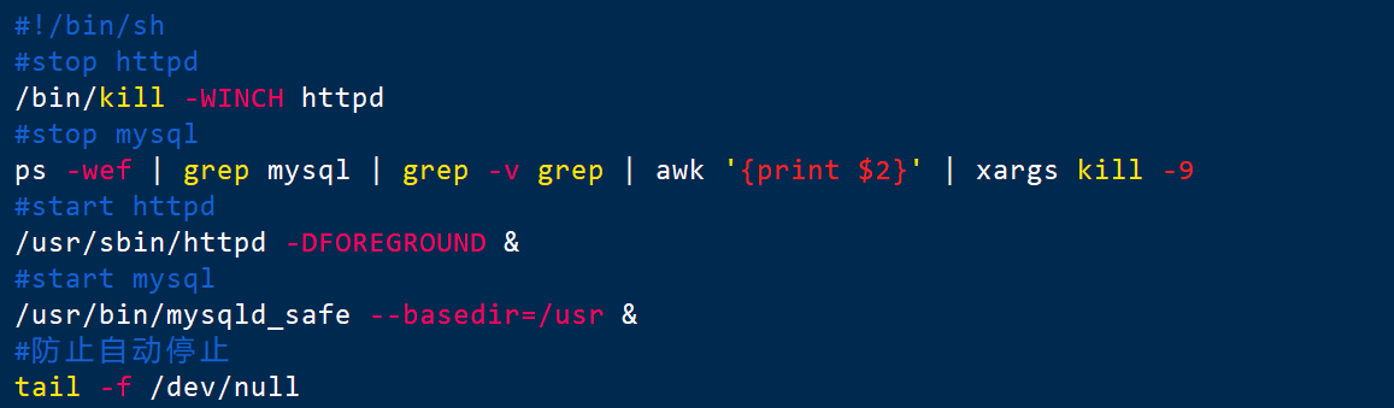 #!/bin/sh
#stop httpd
/bin/kill -WINCH httpd
#stop mysql
ps -wef | grep mysql | grep -v grep | awk '{print $2}' | xargs kill -9
#start httpd
/usr/sbin/httpd -DFOREGROUND &
#start mysql
/usr/bin/mysqld_safe --basedir=/usr &
#防止自动停止
tail -f /dev/null